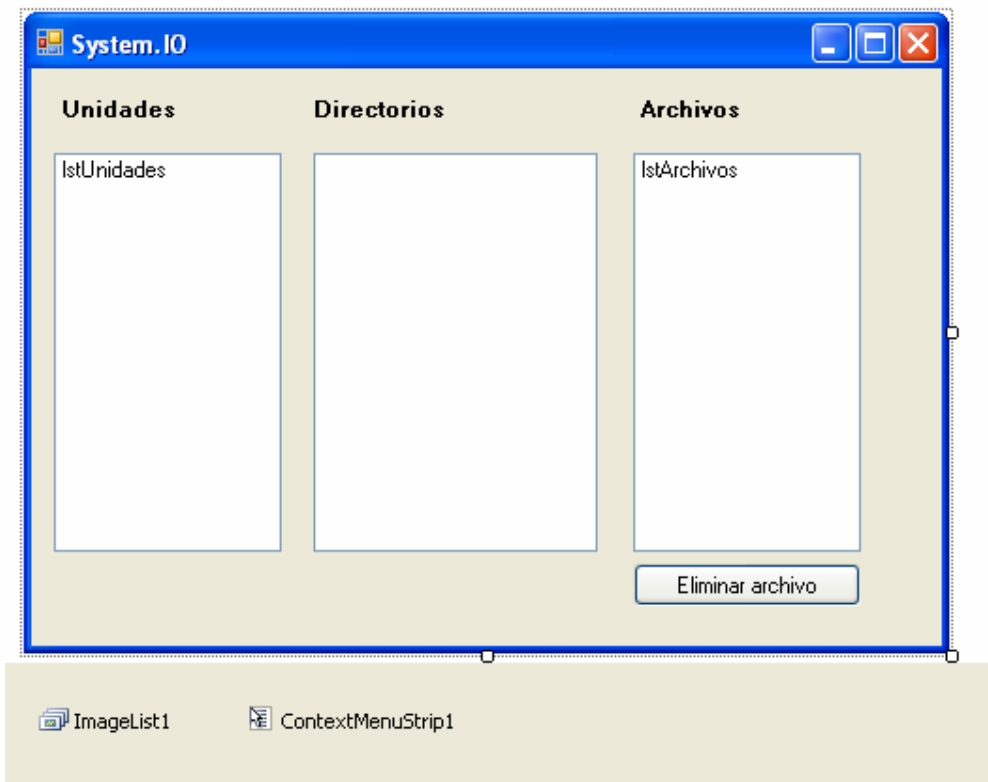 System.IO
Unidades
Directorios
Archivos
lstUnidades
lstArchivos
Eliminar archivo
ImageList1
ContextMenuStrip1